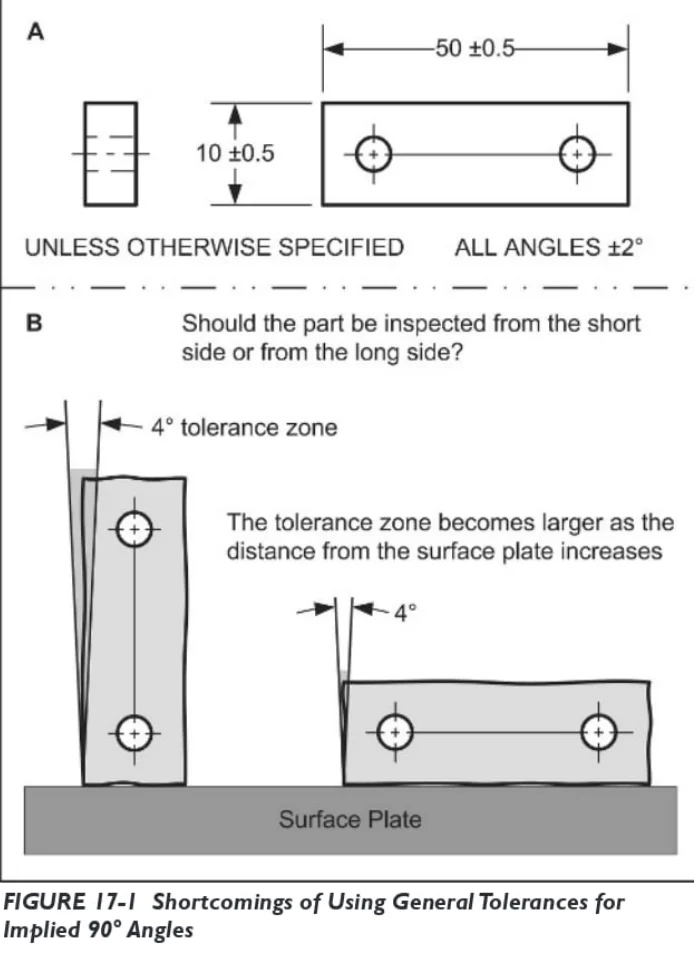 A
50 ±0.5
10 ±0.5
UNLESS OTHERWISE SPECIFIED ALL ANGLES ±2°
B
Should the part be inspected from the short
side or from the long side?
4° tolerance zone
The tolerance zone becomes larger as the
distance from the surface plate increases
4°
Surface Plate
FIGURE 17-1 Shortcomings of Using General Tolerances for
Implied 90° Angles